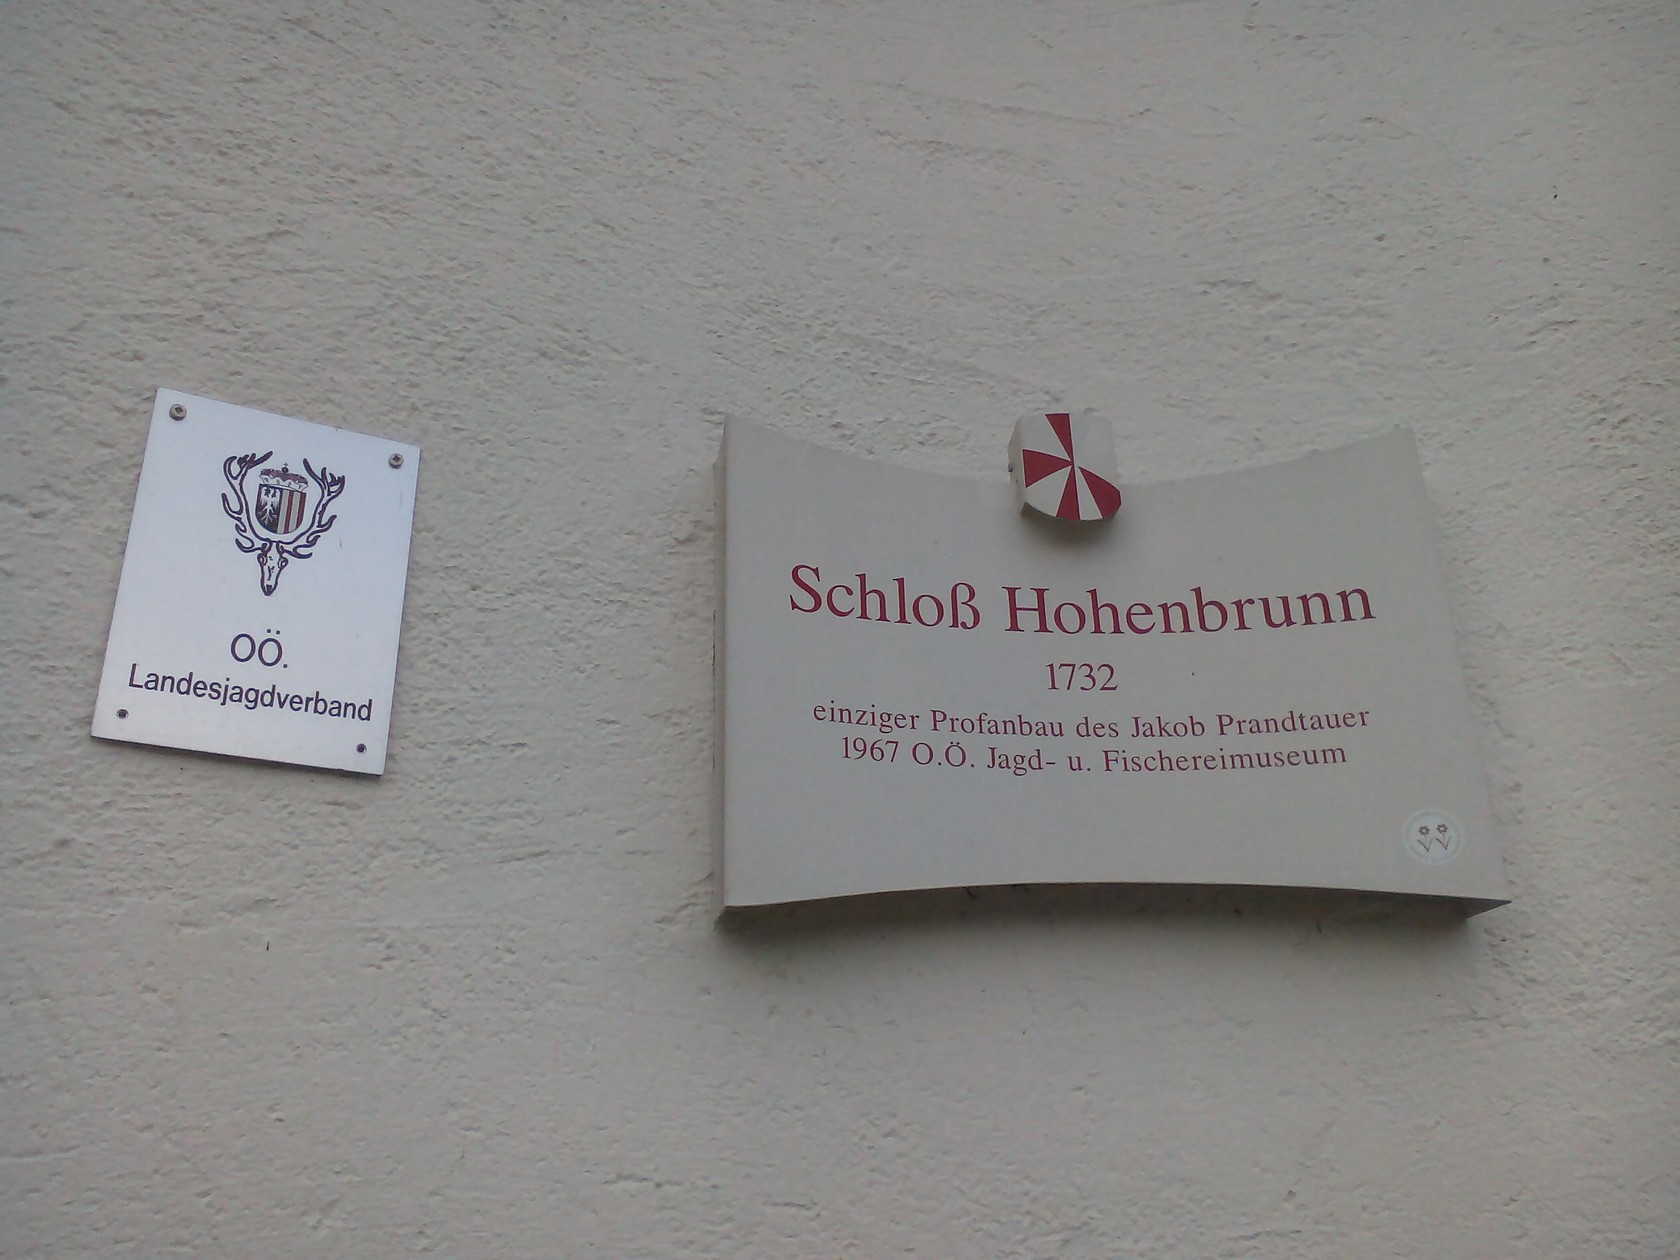 OÖ.
Landesjagdverband
Schloß Hohenbrunn
1732
einziger Profanbau des Jakob Prandtauer
1967 O.Ö. Jagd- u. Fischereimuseum